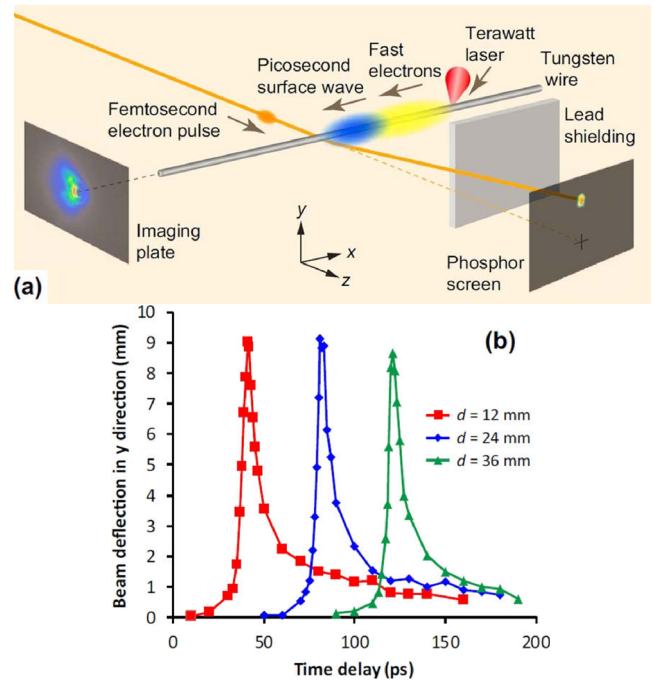 Terawatt
laser
Fast
electrons
Tungsten
wire
Picosecond
surface wave
Femtosecond
electron pulse
Lead
shielding
Imaging
plate
y
x
z
Phosphor
screen
(a)
(b)
Beam deflection in y direction (mm)
10
9
8
7
6
5
4
3
2
1
0
d = 12 mm
d = 24 mm
d = 36 mm
0 50 100 150 200
Time delay (ps)